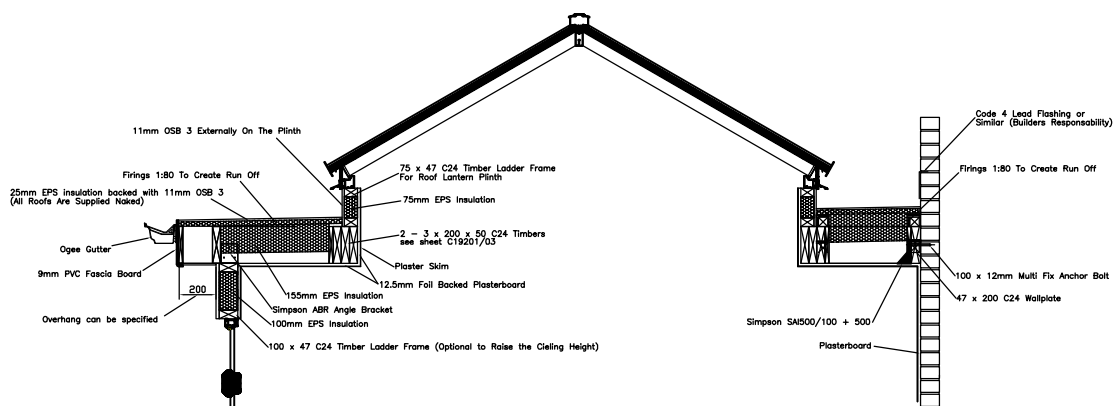 Code 4 Lead Flashing or
Similar (Builders Responsability)
11mm OSB 3 Externally On The Plinth
75 x 47 C24 Timber Ladder Frame
For Roof Lantern Plinth
Firings 1:80 To Create Run Off
Firings 1:80 To Create Run Off
25mm EPS insulation backed with 11mm OSB 3
(All Roofs Are Supplied Naked)
75mm EPS Insulation
2 - 3 x 200 x 50 C24 Timbers
see sheet C19201/03
Ogee Gutter
Plaster Skim
9mm PVC Fascia Board
12.5mm Foil Backed Plasterboard
100 x 12mm Multi Fix Anchor Bolt
200
155mm EPS Insulation
47 x 200 C24 Wallplate
Simpson ABR Angle Bracket
Overhang can be specified
100mm EPS Insulation
Simpson SAI500/100 + 500
100 x 47 C24 Timber Ladder Frame (Optional to Raise the Cieling Height)
Plasterboard